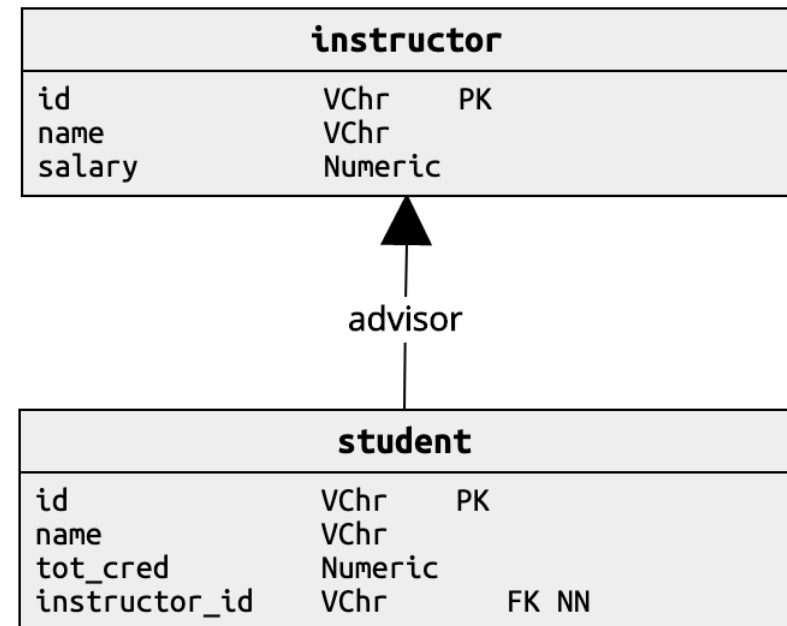 instructor
id VChr PK
name VChr
salary Numeric
advisor
student
id VChr PK
name VChr
tot_cred Numeric
instructor_id VChr FK NN